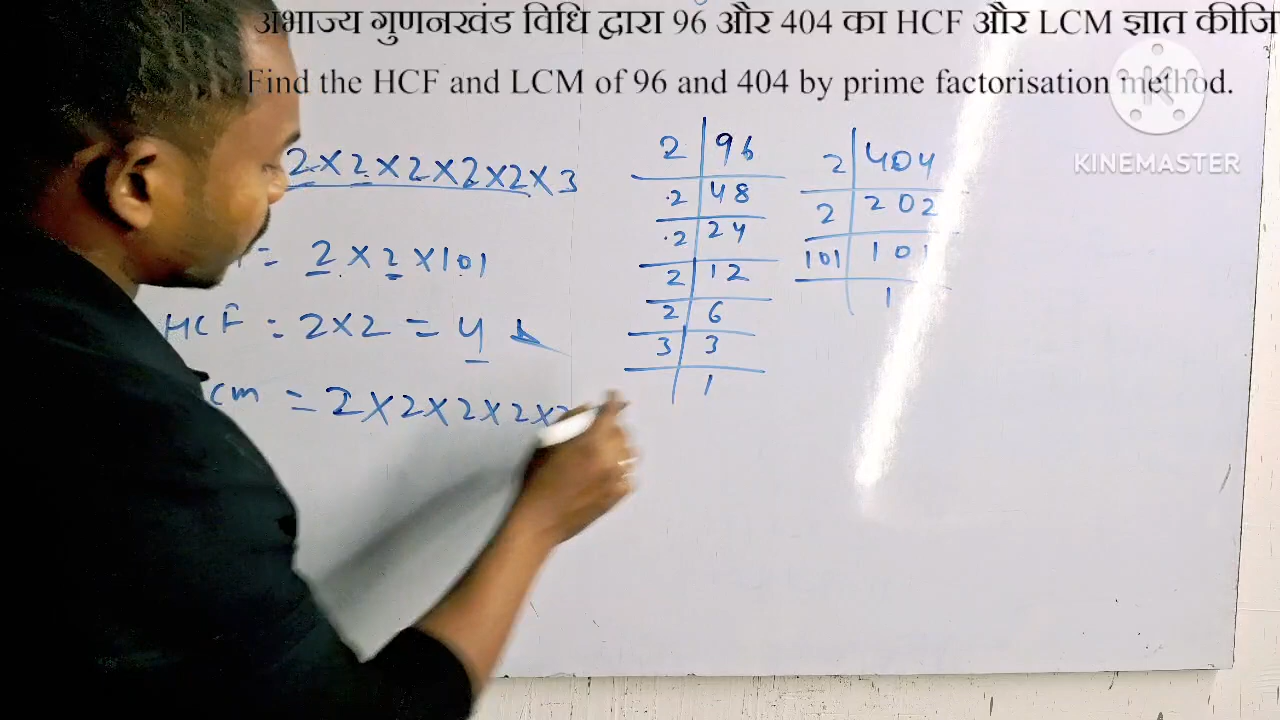 अभाज्य गुणनखंड विधि द्वारा 96 और 404 का HCF और LCM ज्ञात कीजि
Find the HCF and LCM of 96 and 404 by prime factorisation method.
KINEMASTER
2×2×2×2×2×3
= 2×2×101
HCF = 2×2 = 4
cm = 2×2×2×2×2
2 | 96
2 | 48
2 | 24
2 | 12
2 | 6
3 | 3
1
2 | 404
2 | 202
101 | 101
1